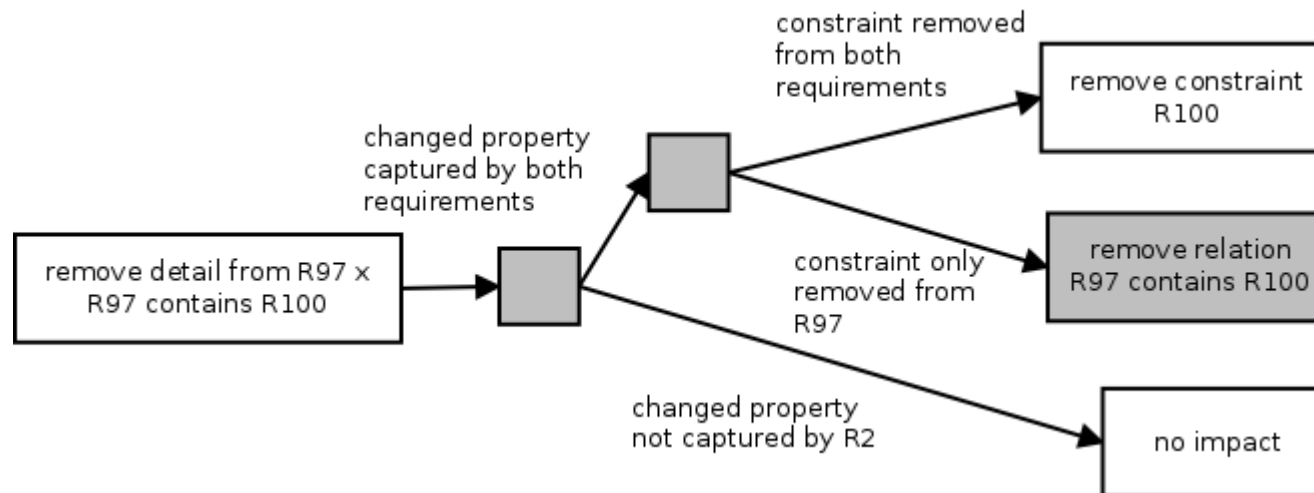 constraint removed
from both
requirements
remove constraint
R100
changed property
captured by both
requirements
remove detail from R97 x
R97 contains R100
remove relation
R97 contains R100
constraint only
removed from
R97
changed property
not captured by R2
no impact